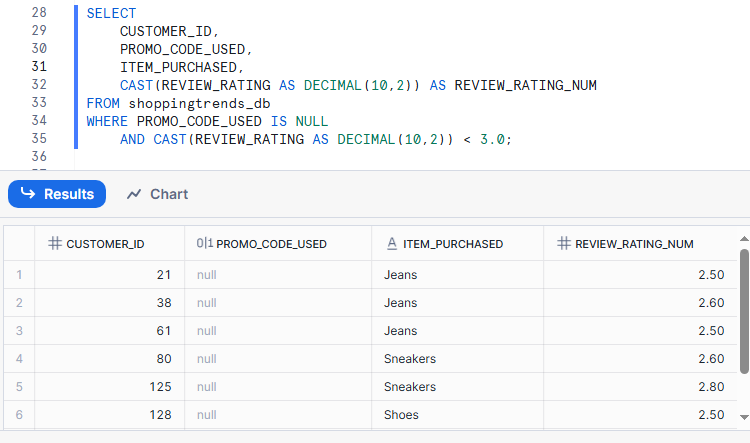 28 SELECT
29 CUSTOMER_ID,
30 PROMO_CODE_USED,
31 ITEM_PURCHASED,
32 CAST(REVIEW_RATING AS DECIMAL(10,2)) AS REVIEW_RATING_NUM
33 FROM shoppingtrends_db
34 WHERE PROMO_CODE_USED IS NULL
35 AND CAST(REVIEW_RATING AS DECIMAL(10,2)) < 3.0;
36
Results Chart
# CUSTOMER_ID 0|1 PROMO_CODE_USED A ITEM_PURCHASED # REVIEW_RATING_NUM
1 21 null Jeans 2.50
2 38 null Jeans 2.60
3 61 null Jeans 2.50
4 80 null Sneakers 2.60
5 125 null Sneakers 2.80
6 128 null Shoes 2.50